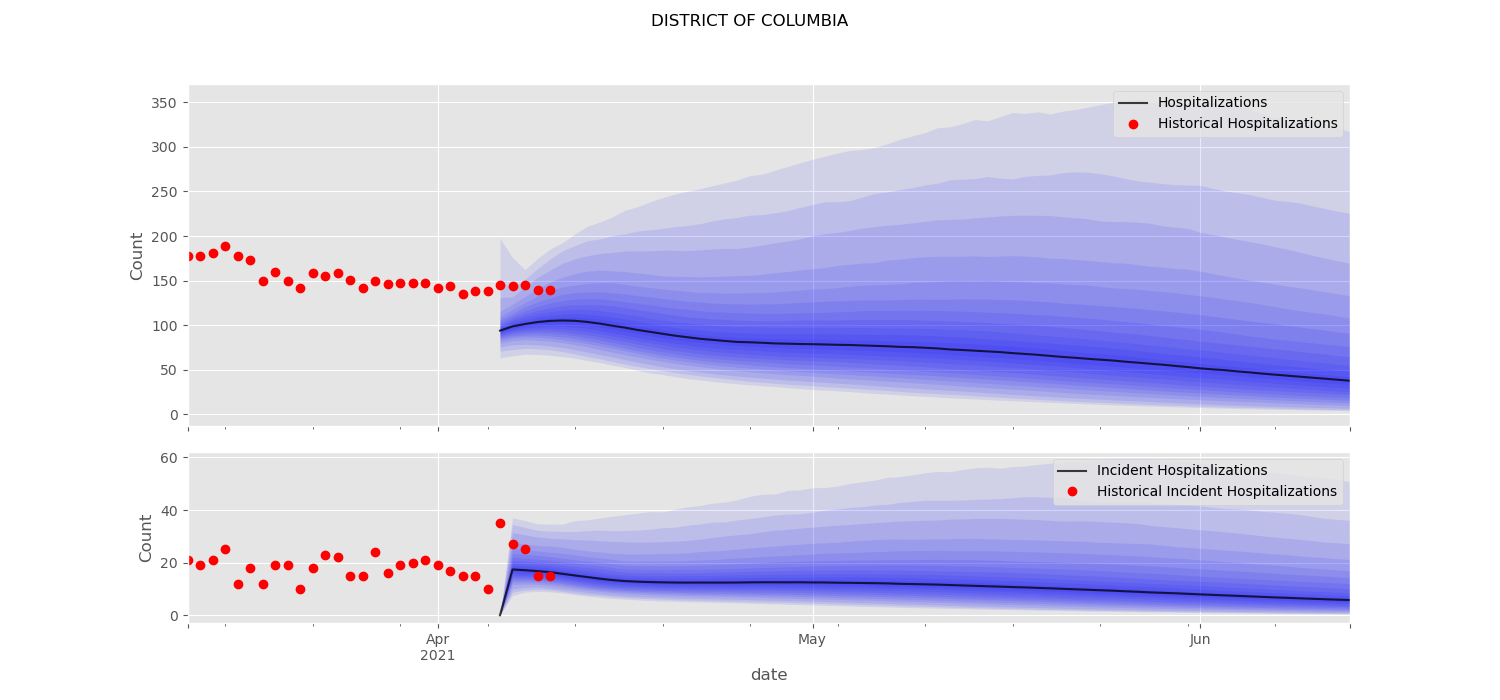 DISTRICT OF COLUMBIA
350
300
250
200
150
100
50
0
Count
Hospitalizations
Historical Hospitalizations
60
40
20
0
Count
Incident Hospitalizations
Historical Incident Hospitalizations
Apr
2021
May
Jun
date